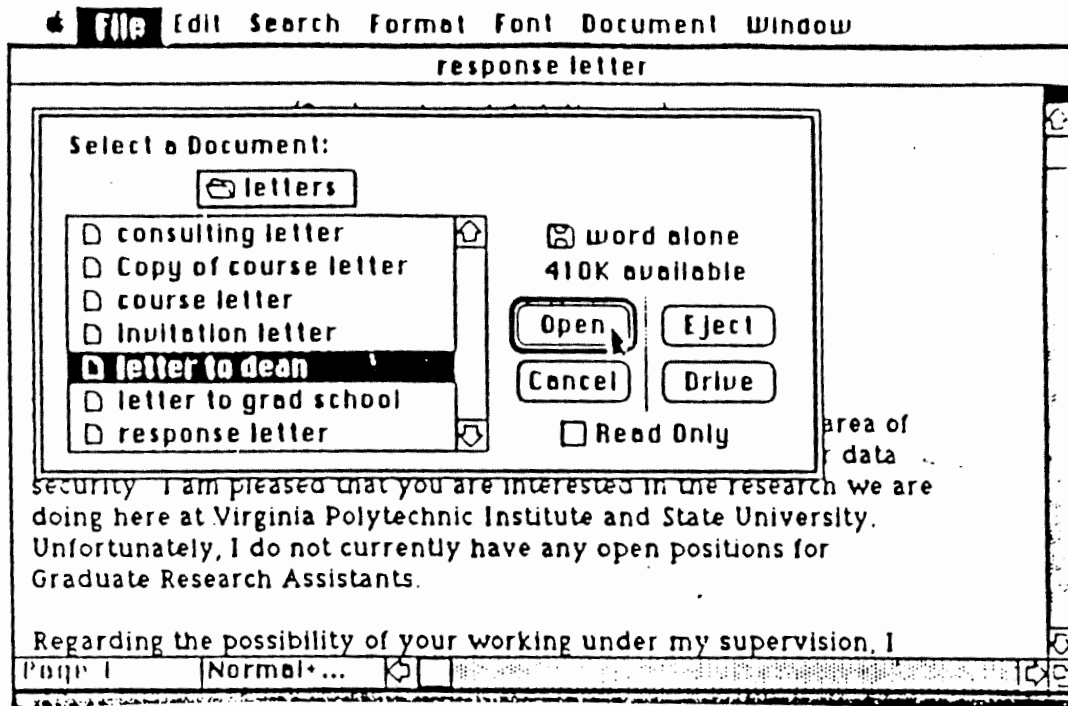 File Edit Search Format Font Document Window
response letter
Select a Document:
letters
consulting letter
Copy of course letter
course letter
Invitation letter
letter to dean
letter to grad school
response letter
word alone
410K available
Open
Eject
Cancel
Drive
Read Only
area of
r data
security I am pleased that you are interested in the research we are
doing here at Virginia Polytechnic Institute and State University.
Unfortunately, I do not currently have any open positions for
Graduate Research Assistants.
Regarding the possibility of your working under my supervision, I
Page 1
Normal+...